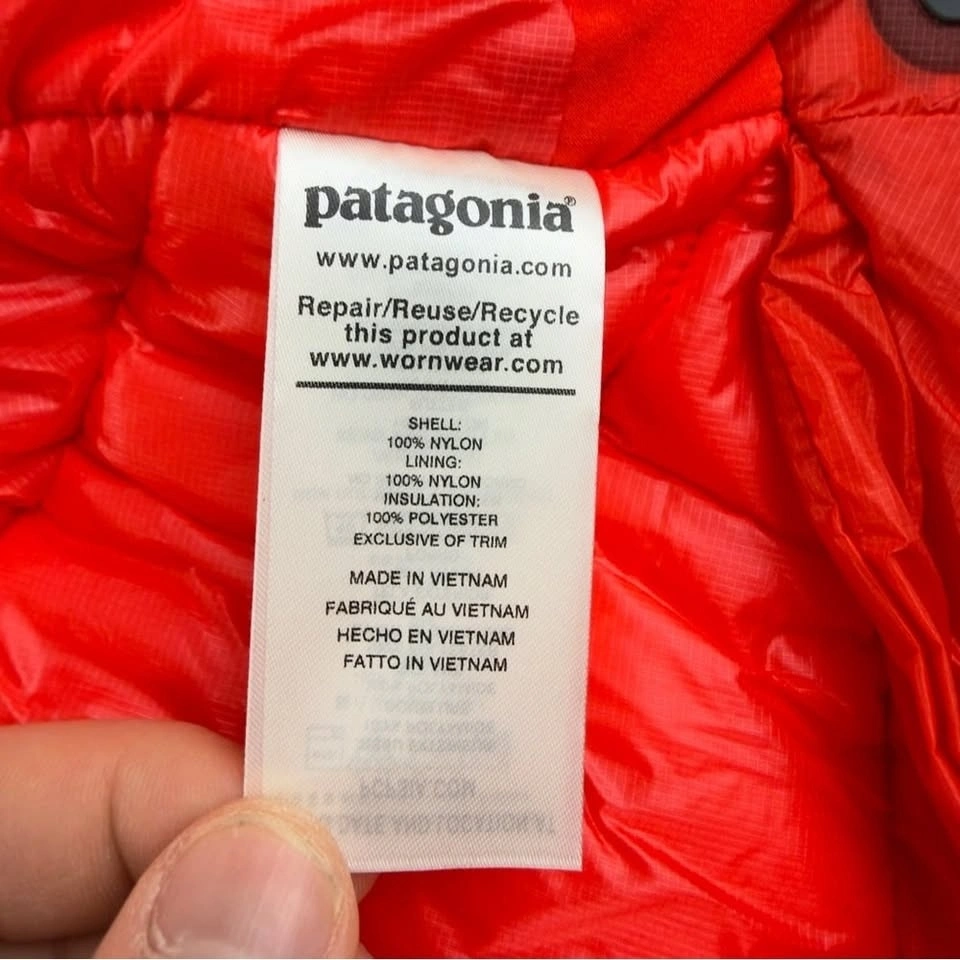 patagonia®
www.patagonia.com
Repair/Reuse/Recycle
this product at
www.wornwear.com
SHELL:
100% NYLON
LINING:
100% NYLON
INSULATION:
100% POLYESTER
EXCLUSIVE OF TRIM
MADE IN VIETNAM
FABRIQUÉ AU VIETNAM
HECHO EN VIETNAM
FATTO IN VIETNAM